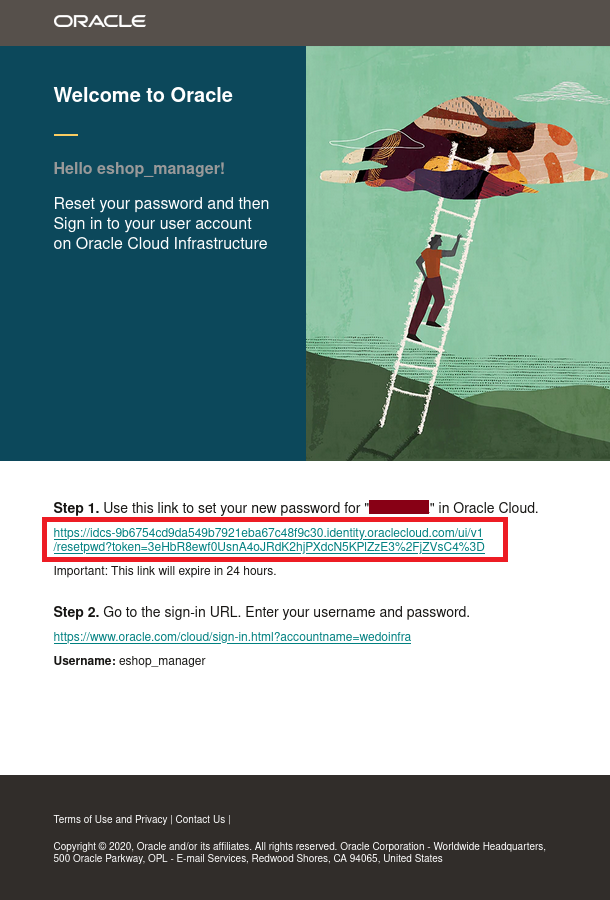 ORACLE
Welcome to Oracle
Hello eshop_manager!
Reset your password and then
Sign in to your user account
on Oracle Cloud Infrastructure
Step 1. Use this link to set your new password for "" in Oracle Cloud.
https://idcs-9b6754cd9da549b7921eba67c48f9c30.identity.oraclecloud.com/ui/v1
/resetpwd?token=3eHbR8ewf0UsnA4oJRdK2hjPXdcN5KPlZzE3%2FjZVsC4%3D
Important: This link will expire in 24 hours.
Step 2. Go to the sign-in URL. Enter your username and password.
https://www.oracle.com/cloud/sign-in.html?accountname=wedoinfra
Username: eshop_manager
Terms of Use and Privacy | Contact Us |
Copyright © 2020, Oracle and/or its affiliates. All rights reserved. Oracle Corporation - Worldwide Headquarters,
500 Oracle Parkway, OPL - E-mail Services, Redwood Shores, CA 94065, United States